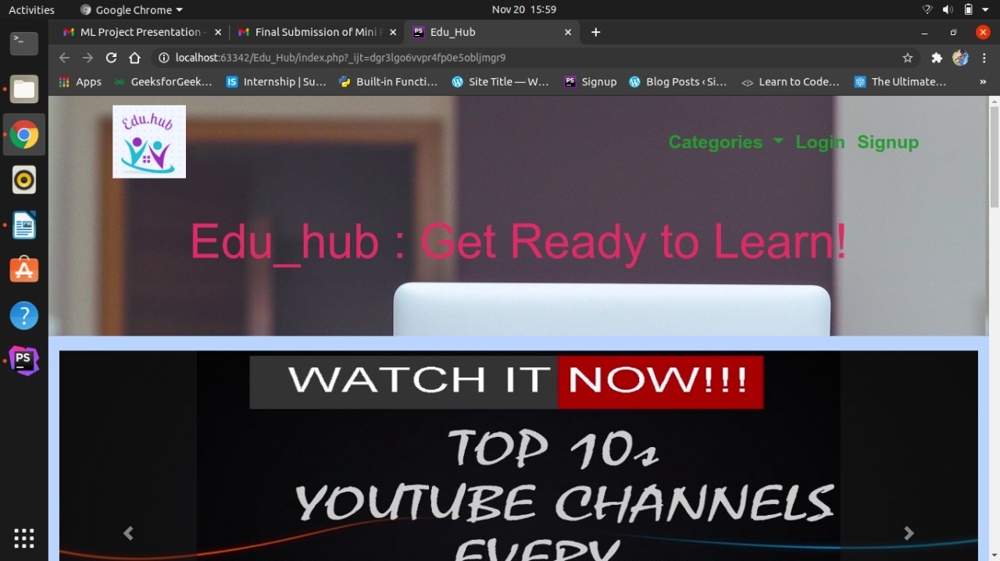 Activities Google Chrome Nov 20 15:59
ML Project Presentation - Final Submission of Mini P Edu_Hub
localhost:63342/Edu_Hub/index.php?_ijt=dgr3lgo6vvpr4fp0e5obljmgr9
Apps GeeksforGeek... Internship | Su... Built-in Functi... Site Title — W... Signup Blog Posts ‹ Si... Learn to Code... The Ultimate... »
Edu.hub
Categories Login Signup
Edu_hub : Get Ready to Learn!
WATCH IT NOW!!!
TOP 10s
YOUTUBE CHANNELS
EVERY
PS